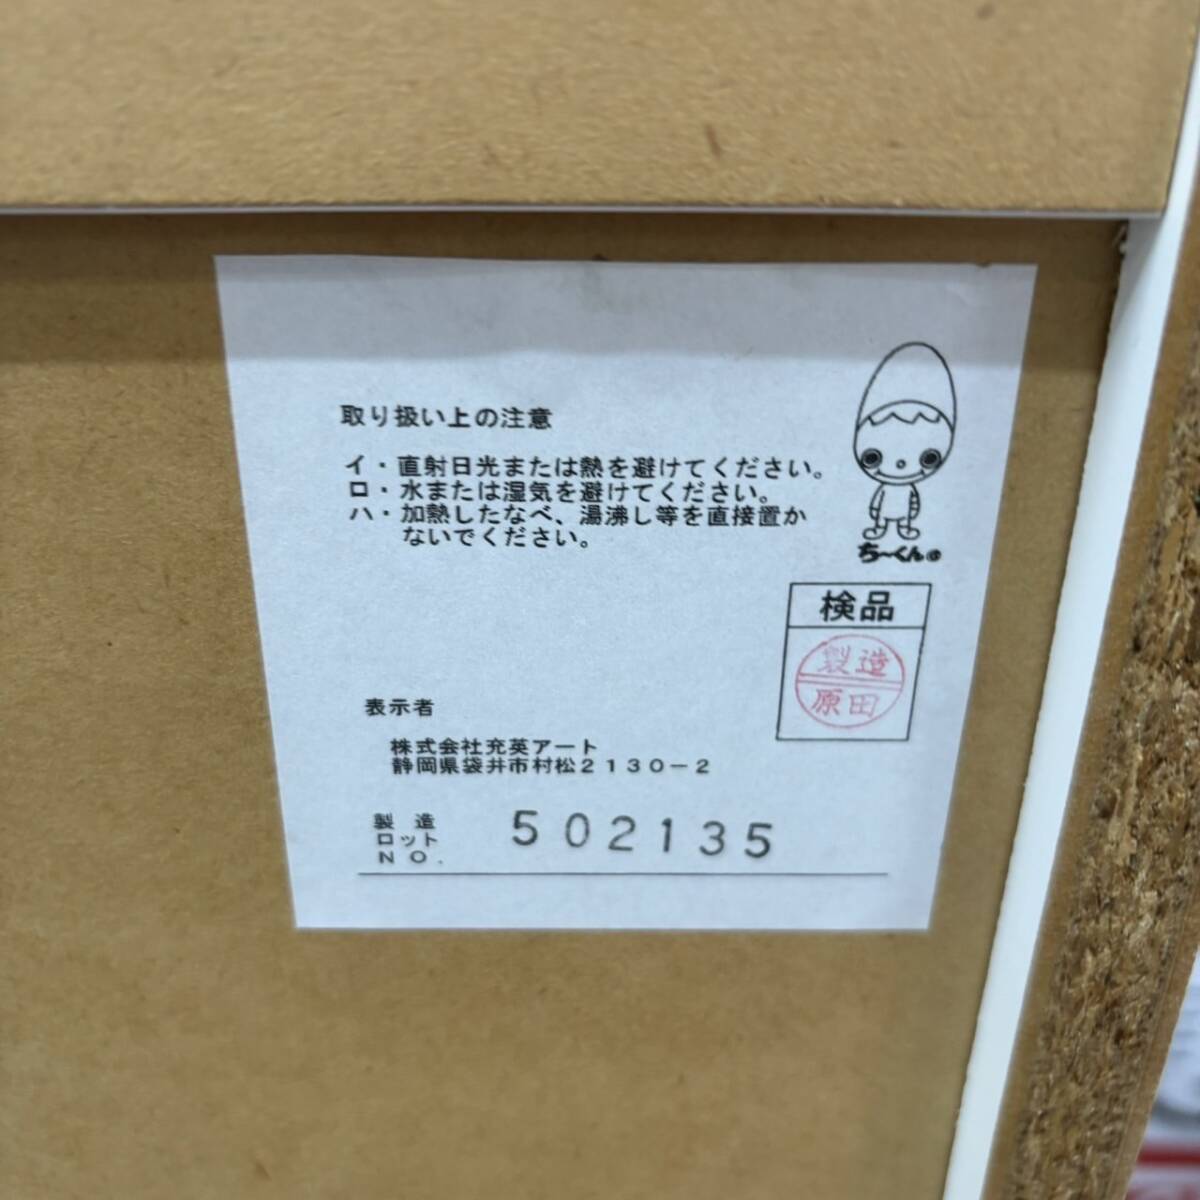 取り扱い上の注意
イ・直射日光または熱を避けてください。
ロ・水または湿気を避けてください。
ハ・加熱したなべ、湯沸し等を直接置か
ないでください。
ち〜くん
検品
製造
原田
表示者
株式会社充英アート
静岡県袋井市村松2130-2
製造
ロット
NO.
502135